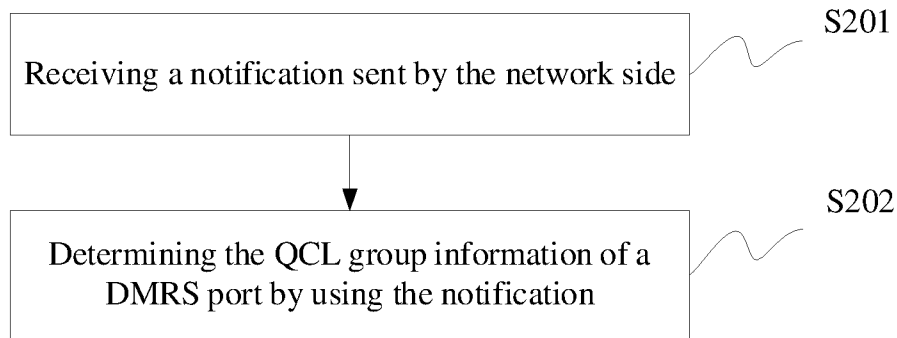 S201
Receiving a notification sent by the network side
S202
Determining the QCL group information of a
DMRS port by using the notification